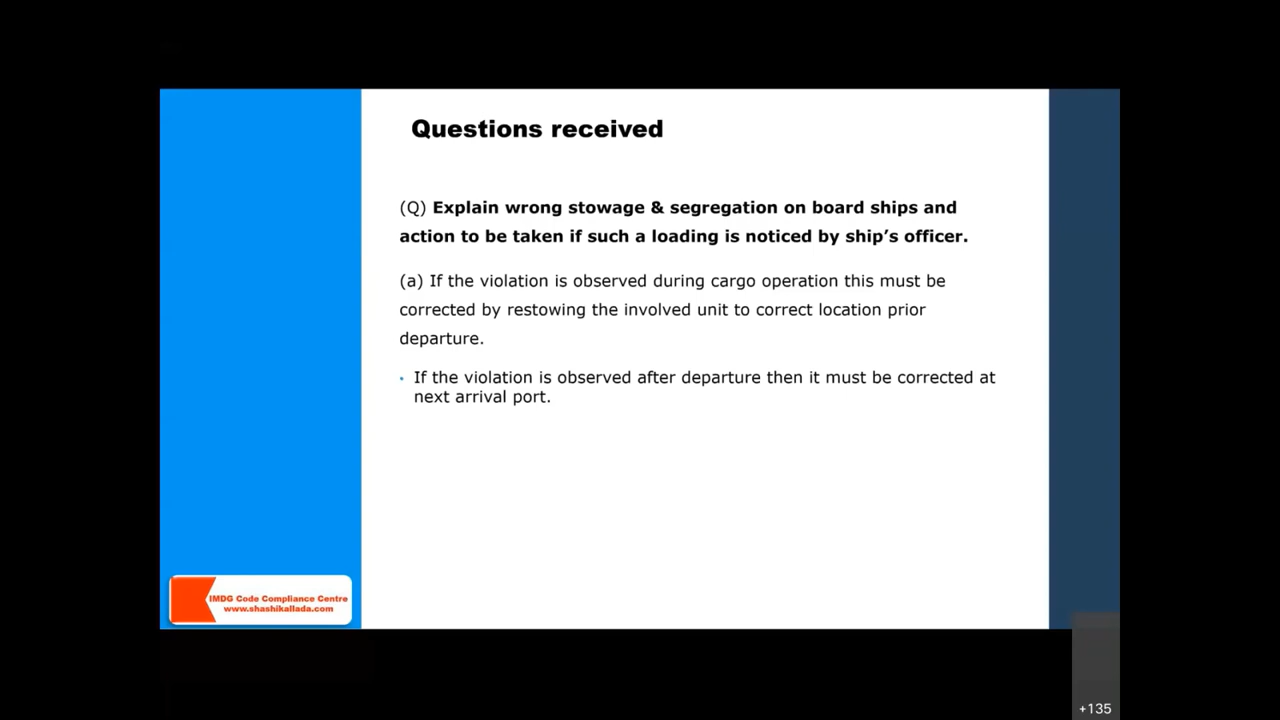 Questions received
(Q) Explain wrong stowage & segregation on board ships and
action to be taken if such a loading is noticed by ship’s officer.
(a) If the violation is observed during cargo operation this must be
corrected by restowing the involved unit to correct location prior
departure.
• If the violation is observed after departure then it must be corrected at
next arrival port.
IMDG Code Compliance Centre
www.shashikallada.com
+135